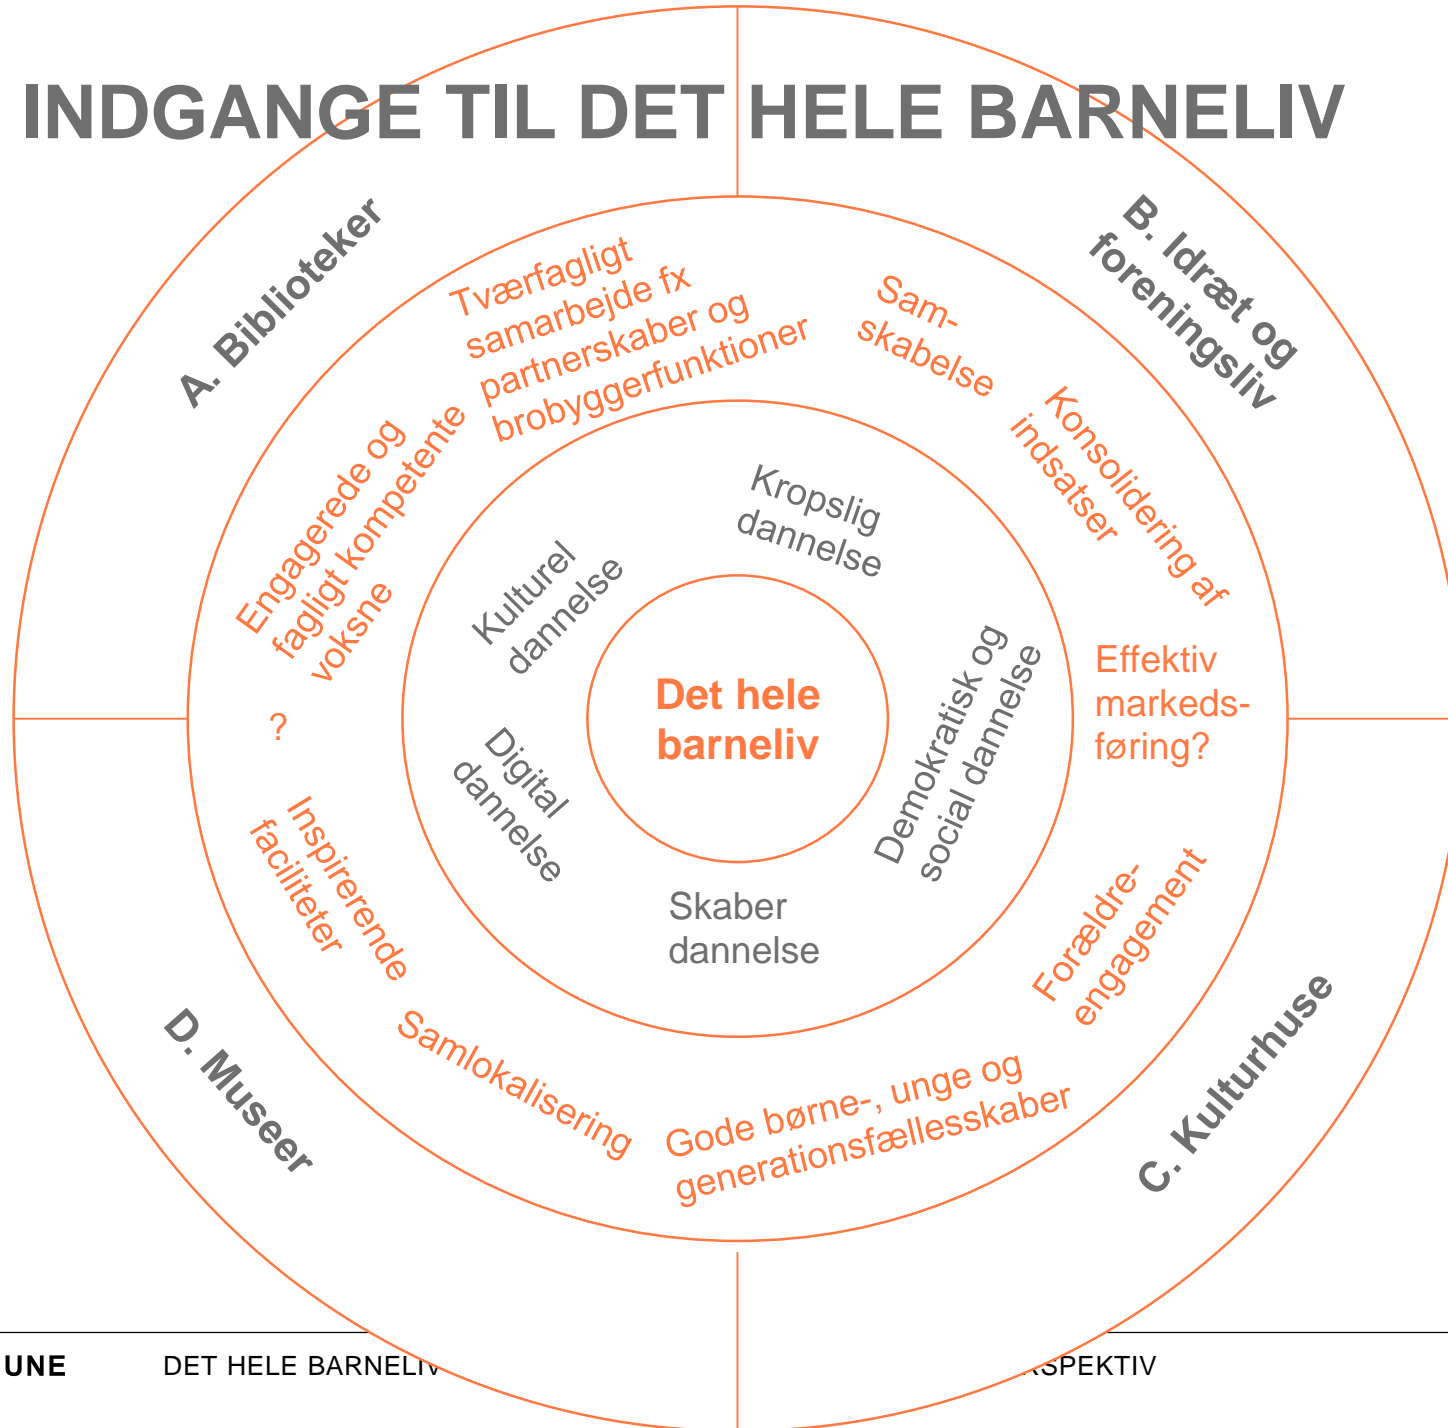 INDGANGE TIL DET HELE BARNELIV
A. Biblioteker
B. Idræt og
foreningsliv
Tværfagligt
samarbejde fx
partnerskaber og
brobyggerfunktioner
Sam-
skabelse
Konsolidering af
indsatser
Engagerede og
fagligt kompetente
voksne
Kropslig
dannelse
Kulturel
dannelse
Det hele
barneliv
Demokratisk og
social dannelse
Effektiv
markeds-
føring?
?
Digital
dannelse
Skaber
dannelse
Inspirerende
faciliteter
Forældre-
engagement
Samlokalisering
Gode børne-, unge og
generationsfællesskaber
D. Museer
C. Kulturhuse
UNE DET HELE BARNELIV